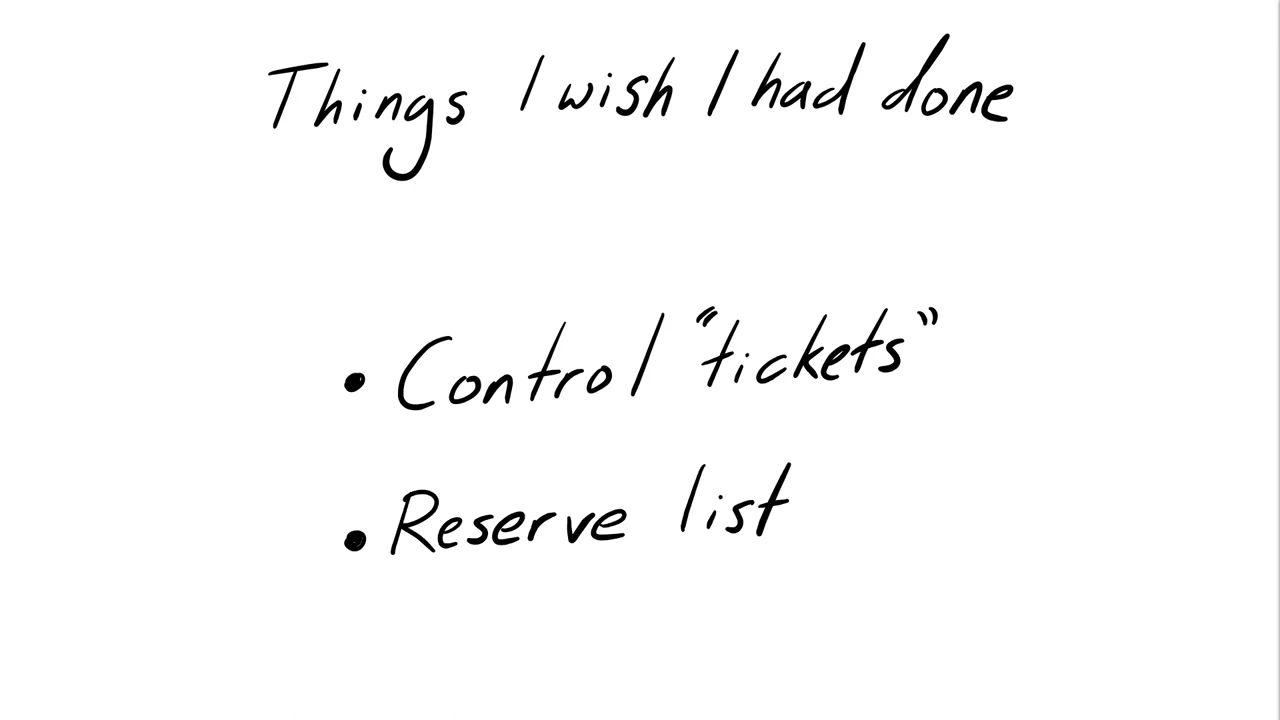 Things I wish I had done
• Control "tickets"
• Reserve list